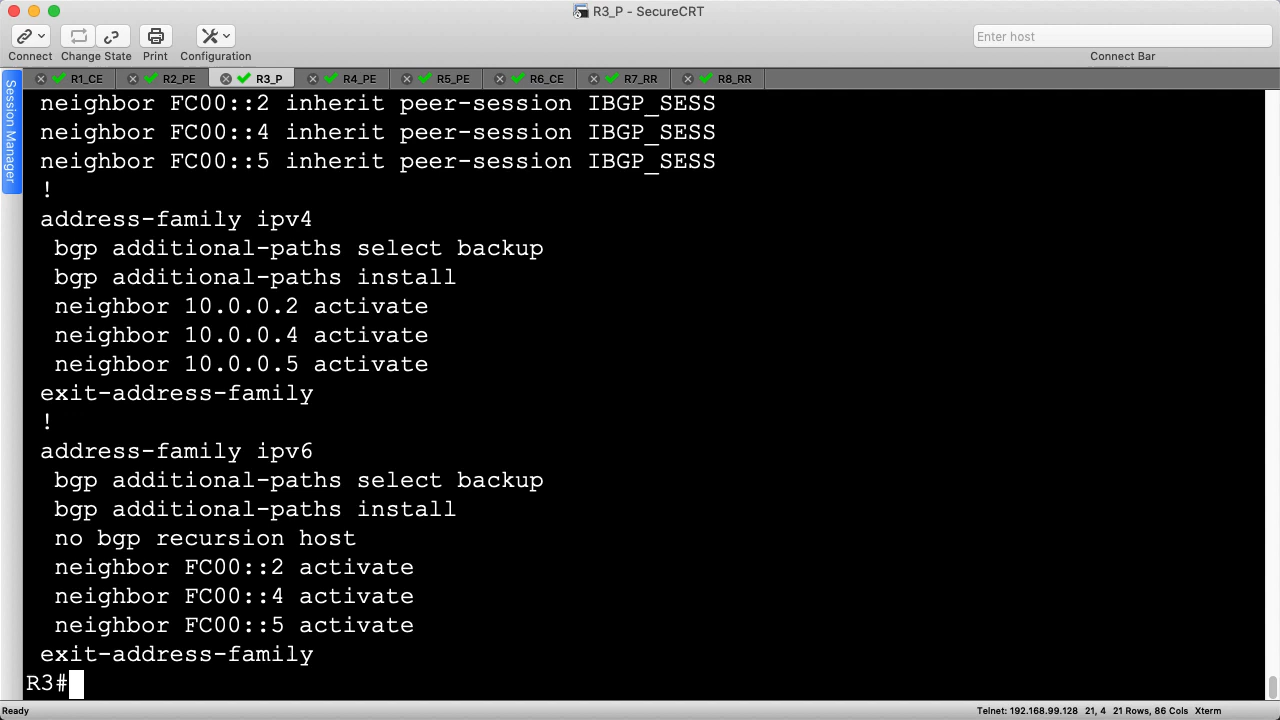 R3_P - SecureCRT
Enter host
Connect Change State Print Configuration Connect Bar
R1_CE R2_PE R3_P R4_PE R5_PE R6_CE R7_RR R8_RR
Session Manager
neighbor FC00::2 inherit peer-session IBGP_SESS
neighbor FC00::4 inherit peer-session IBGP_SESS
neighbor FC00::5 inherit peer-session IBGP_SESS
!
address-family ipv4
bgp additional-paths select backup
bgp additional-paths install
neighbor 10.0.0.2 activate
neighbor 10.0.0.4 activate
neighbor 10.0.0.5 activate
exit-address-family
!
address-family ipv6
bgp additional-paths select backup
bgp additional-paths install
no bgp recursion host
neighbor FC00::2 activate
neighbor FC00::4 activate
neighbor FC00::5 activate
exit-address-family
R3#
Ready Telnet: 192.168.99.128 21, 4 21 Rows, 86 Cols Xterm